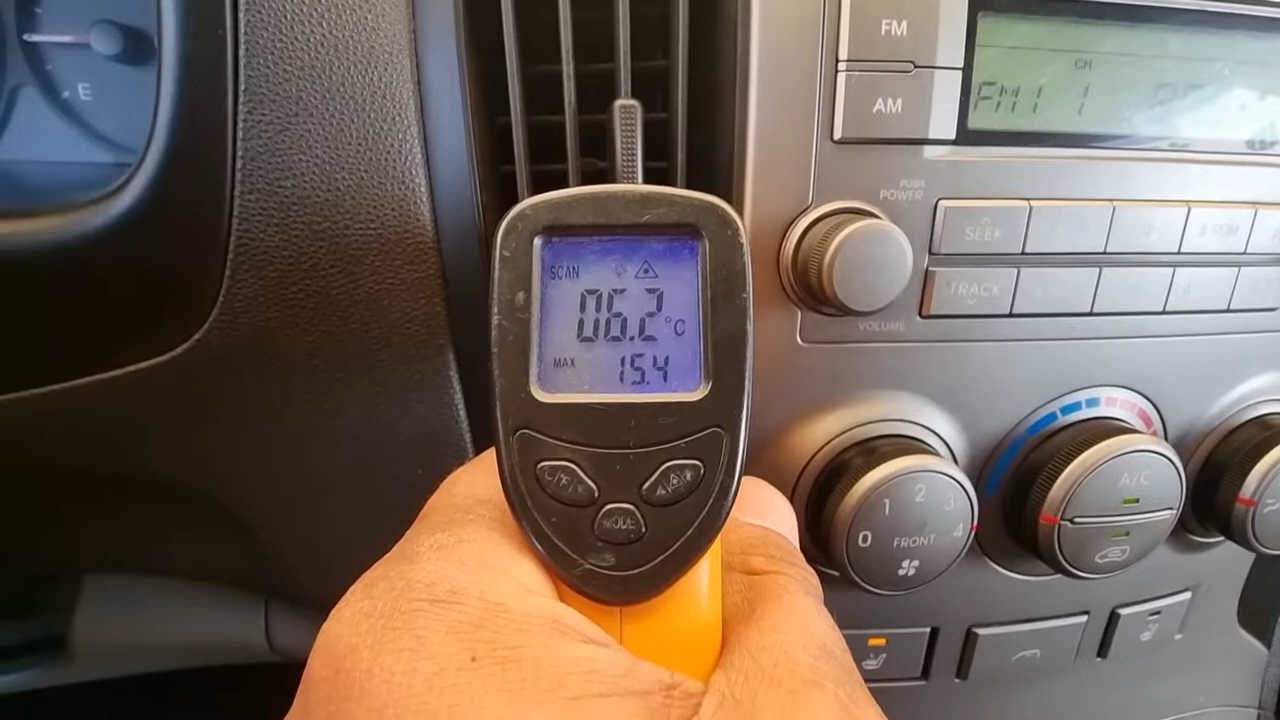 E
FM
AM
CH
FM1 1
PUSH
POWER
VOLUME
SEEK
TRACK
SCAN
06.2 °C
MAX 15.4
MODE
0 1 2 3 4
FRONT
A/C